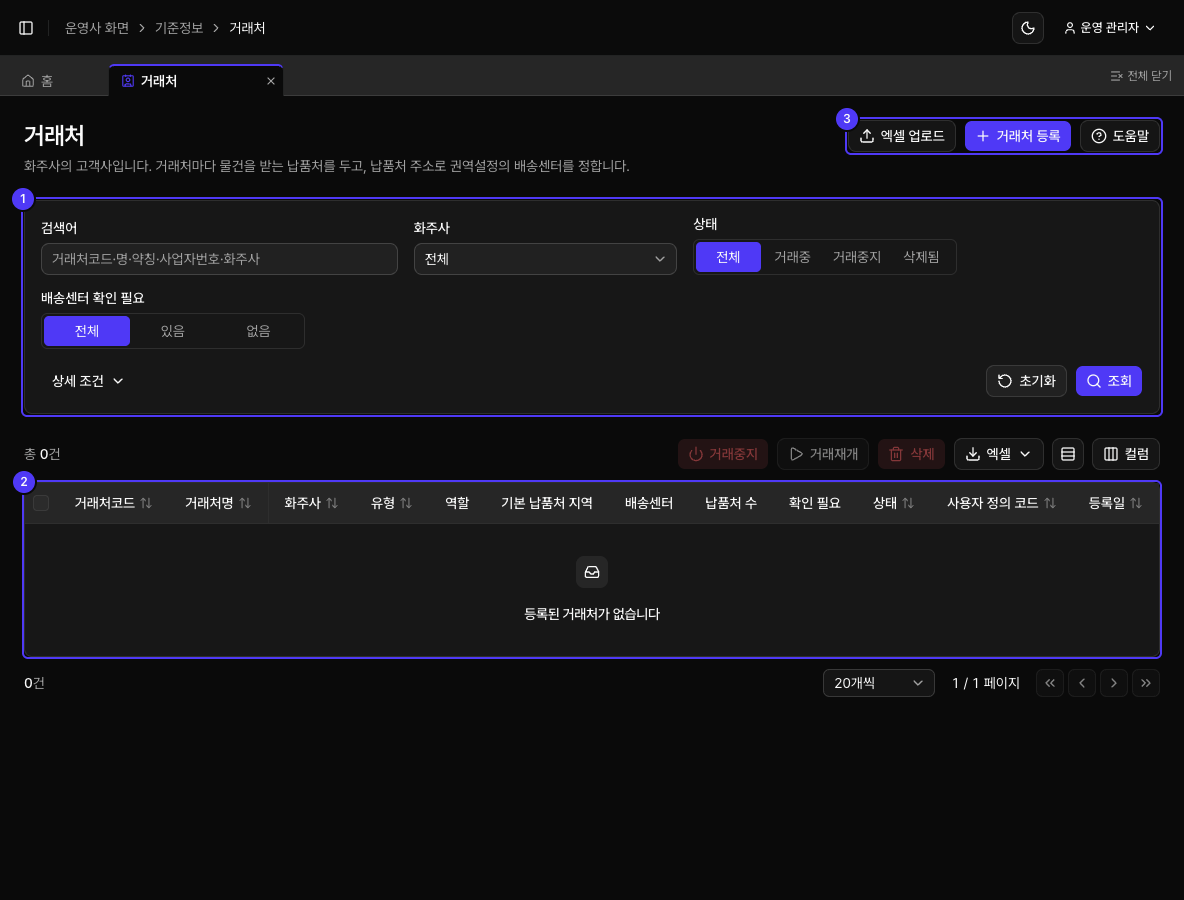 운영사 화면 > 기준정보 > 거래처
운영 관리자
홈
거래처
전체 닫기
거래처
화주사의 고객사입니다. 거래처마다 물건을 받는 납품처를 두고, 납품처 주소로 권역설정의 배송센터를 정합니다.
3
엑셀 업로드
거래처 등록
도움말
1
검색어
화주사
상태
거래처코드·명·약칭·사업자번호·화주사
전체
전체 거래중 거래중지 삭제됨
배송센터 확인 필요
전체 있음 없음
상세 조건
초기화
조회
총 0건
거래중지
거래재개
삭제
엑셀
컬럼
2
거래처코드 거래처명 화주사 유형 역할 기본 납품처 지역 배송센터 납품처 수 확인 필요 상태 사용자 정의 코드 등록일
등록된 거래처가 없습니다
0건
20개씩
1 / 1 페이지